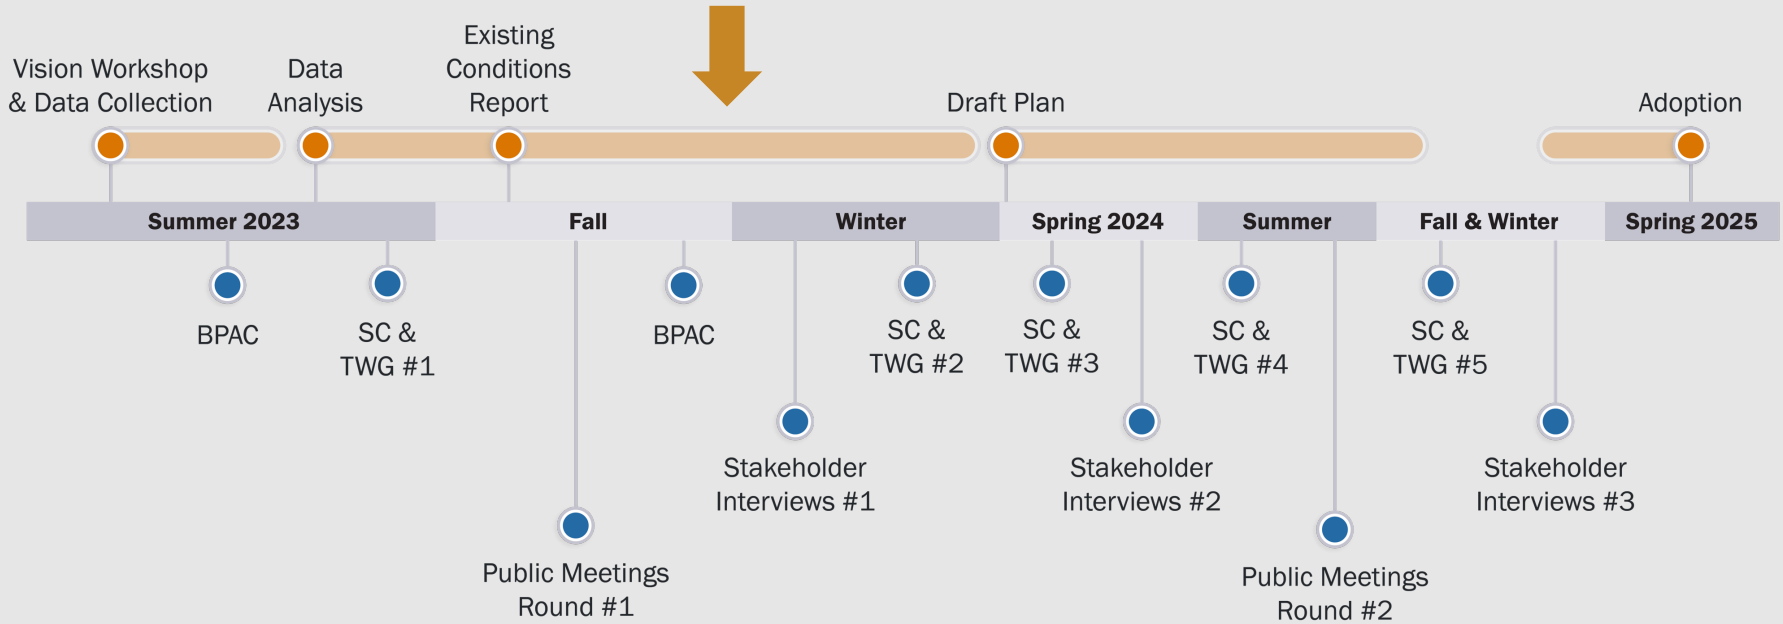 Vision Workshop
& Data Collection
Data
Analysis
Existing
Conditions
Report
Draft Plan
Adoption
Summer 2023
Fall
Winter
Spring 2024
Summer
Fall & Winter
Spring 2025
BPAC
SC &
TWG #1
BPAC
SC &
TWG #2
SC &
TWG #3
SC &
TWG #4
SC &
TWG #5
Stakeholder
Interviews #1
Stakeholder
Interviews #2
Stakeholder
Interviews #3
Public Meetings
Round #1
Public Meetings
Round #2